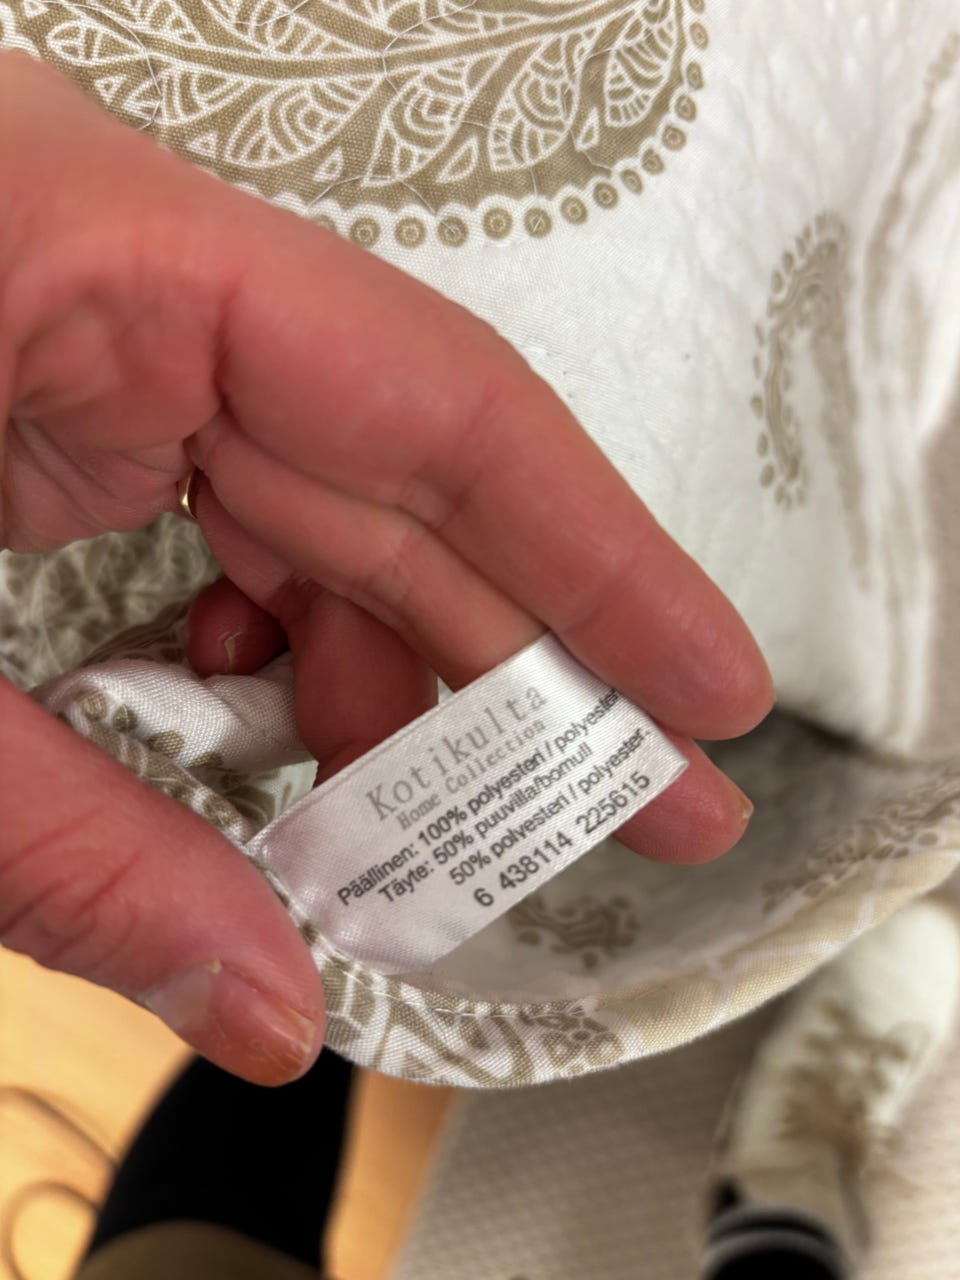 Kotikulta
Home Collection
Päällinen: 100% polyesteri / polyester
Täyte: 50% puuvilla/bomull
50% polyesteri / polyester
6 438114 225615